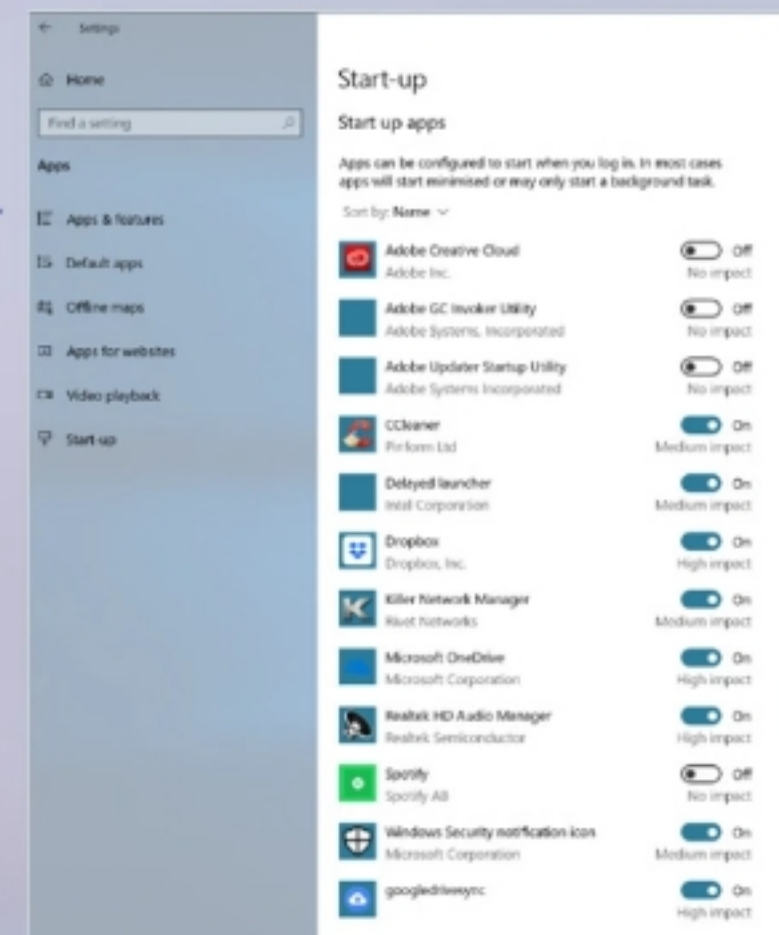 Settings
Home
Find a setting
Apps
Apps & features
Default apps
Offline maps
Apps for websites
Video playback
Start-up
Start-up
Start up apps
Apps can be configured to start when you log in. In most cases
apps will start minimised or may only start a background task.
Sort by: Name
Adobe Creative Cloud Off
Adobe Inc. No impact
Adobe GC Invoker Utility Off
Adobe Systems, Incorporated No impact
Adobe Updater Startup Utility Off
Adobe Systems Incorporated No impact
CCleaner On
Piriform Ltd Medium impact
Delayed launcher On
Intel Corporation Medium impact
Dropbox On
Dropbox, Inc. High impact
Killer Network Manager On
Rivet Networks Medium impact
Microsoft OneDrive On
Microsoft Corporation High impact
Realtek HD Audio Manager On
Realtek Semiconductor High impact
Spotify Off
Spotify AB No impact
Windows Security notification icon On
Microsoft Corporation Medium impact
googledrivesync On
High impact